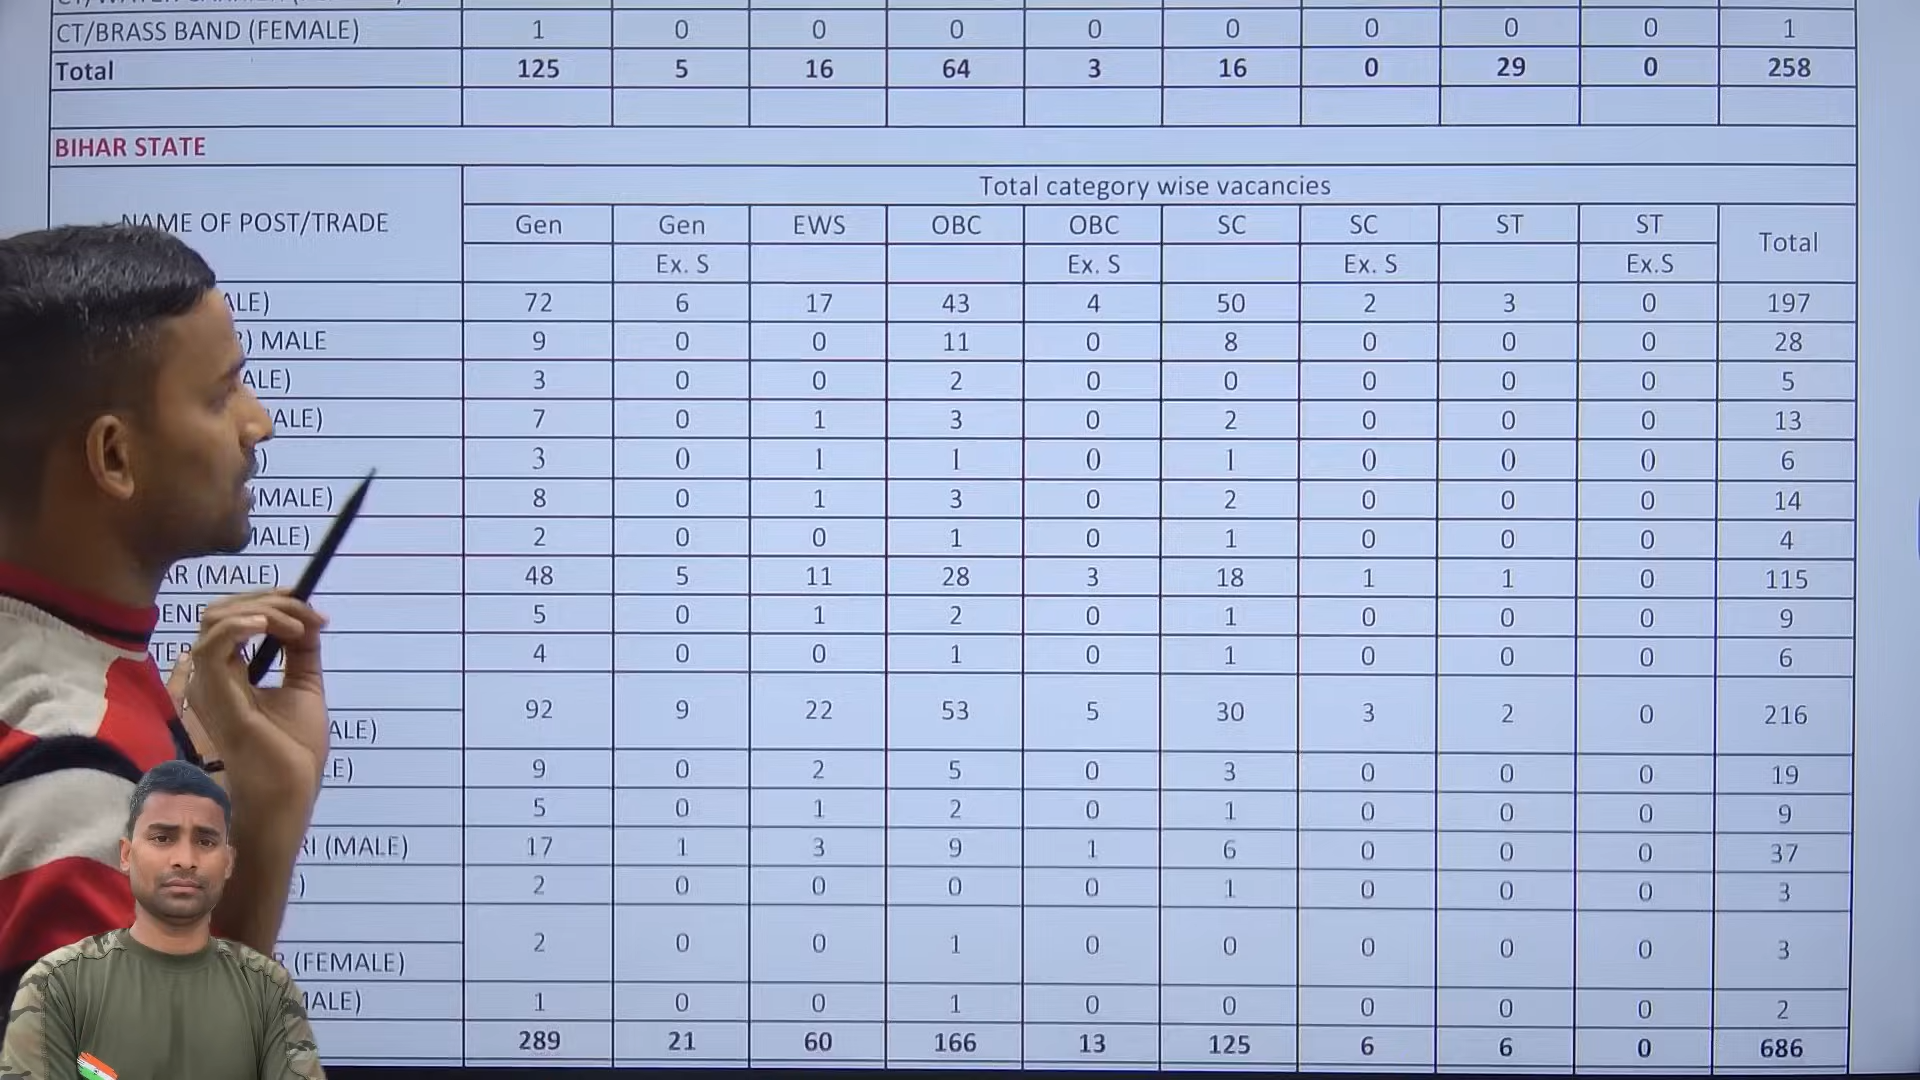 CT/BRASS BAND (FEMALE) 1 0 0 0 0 0 0 0 0 1
Total 125 5 16 64 3 16 0 29 0 258
BIHAR STATE
NAME OF POST/TRADE
Total category wise vacancies
Gen Gen EWS OBC OBC SC SC ST ST Total
Ex. S Ex. S Ex. S Ex.S
ALE) 72 6 17 43 4 50 2 3 0 197
) MALE 9 0 0 11 0 8 0 0 0 28
ALE) 3 0 0 2 0 0 0 0 0 5
ALE) 7 0 1 3 0 2 0 0 0 13
) 3 0 1 1 0 1 0 0 0 6
(MALE) 8 0 1 3 0 2 0 0 0 14
ALE) 2 0 0 1 0 1 0 0 0 4
AR (MALE) 48 5 11 28 3 18 1 1 0 115
ENE 5 0 1 2 0 1 0 0 0 9
TER 4 0 0 1 0 1 0 0 0 6
92 9 22 53 5 30 3 2 0 216
ALE)
LE) 9 0 2 5 0 3 0 0 0 19
5 0 1 2 0 1 0 0 0 9
RI (MALE) 17 1 3 9 1 6 0 0 0 37
) 2 0 0 0 0 1 0 0 0 3
2 0 0 1 0 0 0 0 0 3
R (FEMALE)
ALE) 1 0 0 1 0 0 0 0 0 2
289 21 60 166 13 125 6 6 0 686